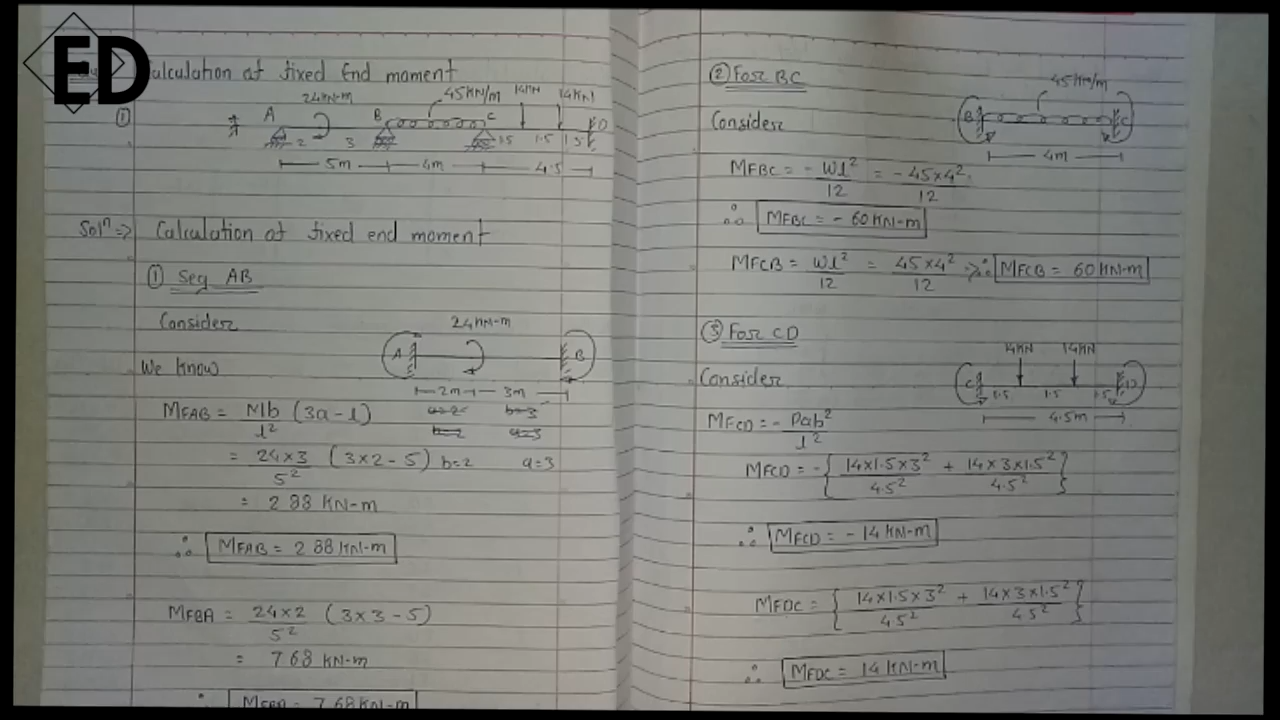 ED
Calculation of fixed End moment
① A 24KN-m B 45KN/m C 14KN 14KN D
2 3 1.5 1.5 1.5
5m 4m 4.5
Solⁿ ⇒ Calculation of fixed end moment
① Seg AB
Consider
24KN-m
A B
We know
2m 3m
MFAB = Mb/l² (3a - l)
= 24×3/5² (3×2-5) b=2 a=3
= 2.88 KN-m
∴ MFAB = 2.88 KN-m
MFBA = 24×2/5² (3×3-5)
= 7.68 KN-m
∴ MFBA = 7.68 KN-m
② For BC
45KN/m
Consider B C
4m
MFBC = -Wl²/12 = -45×4²/12
∴ MFBC = -60 KN-m
MFCB = Wl²/12 = 45×4²/12 ⇒ ∴ MFCB = 60 KN-m
③ For CD
14KN 14KN
Consider C D
1.5 1.5 1.5
4.5m
MFCD = -Pab²/l²
MFCD = -{14×1.5×3²/4.5² + 14×3×1.5²/4.5²}
∴ MFCD = -14 KN-m
MFDC = {14×1.5×3²/4.5² + 14×3×1.5²/4.5²}
∴ MFDC = 14 KN-m